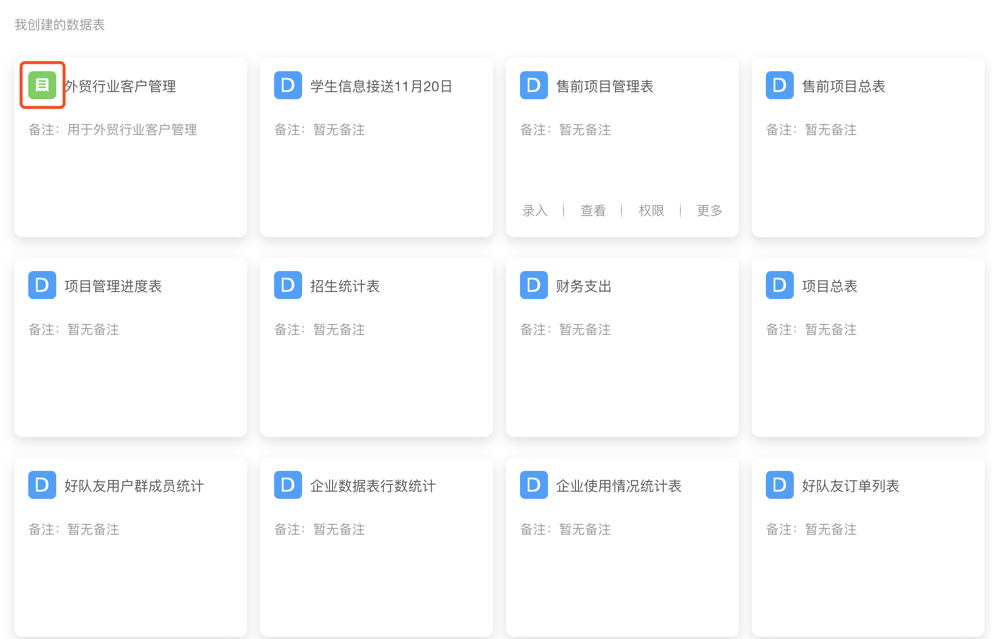 我创建的数据表
外贸行业客户管理
备注：用于外贸行业客户管理
D 学生信息接送11月20日
备注：暂无备注
D 售前项目管理表
备注：暂无备注
录入 | 查看 | 权限 | 更多
D 售前项目总表
备注：暂无备注
D 项目管理进度表
备注：暂无备注
D 招生统计表
备注：暂无备注
D 财务支出
备注：暂无备注
D 项目总表
备注：暂无备注
D 好队友用户群成员统计
备注：暂无备注
D 企业数据表行数统计
备注：暂无备注
D 企业使用情况统计表
备注：暂无备注
D 好队友订单列表
备注：暂无备注